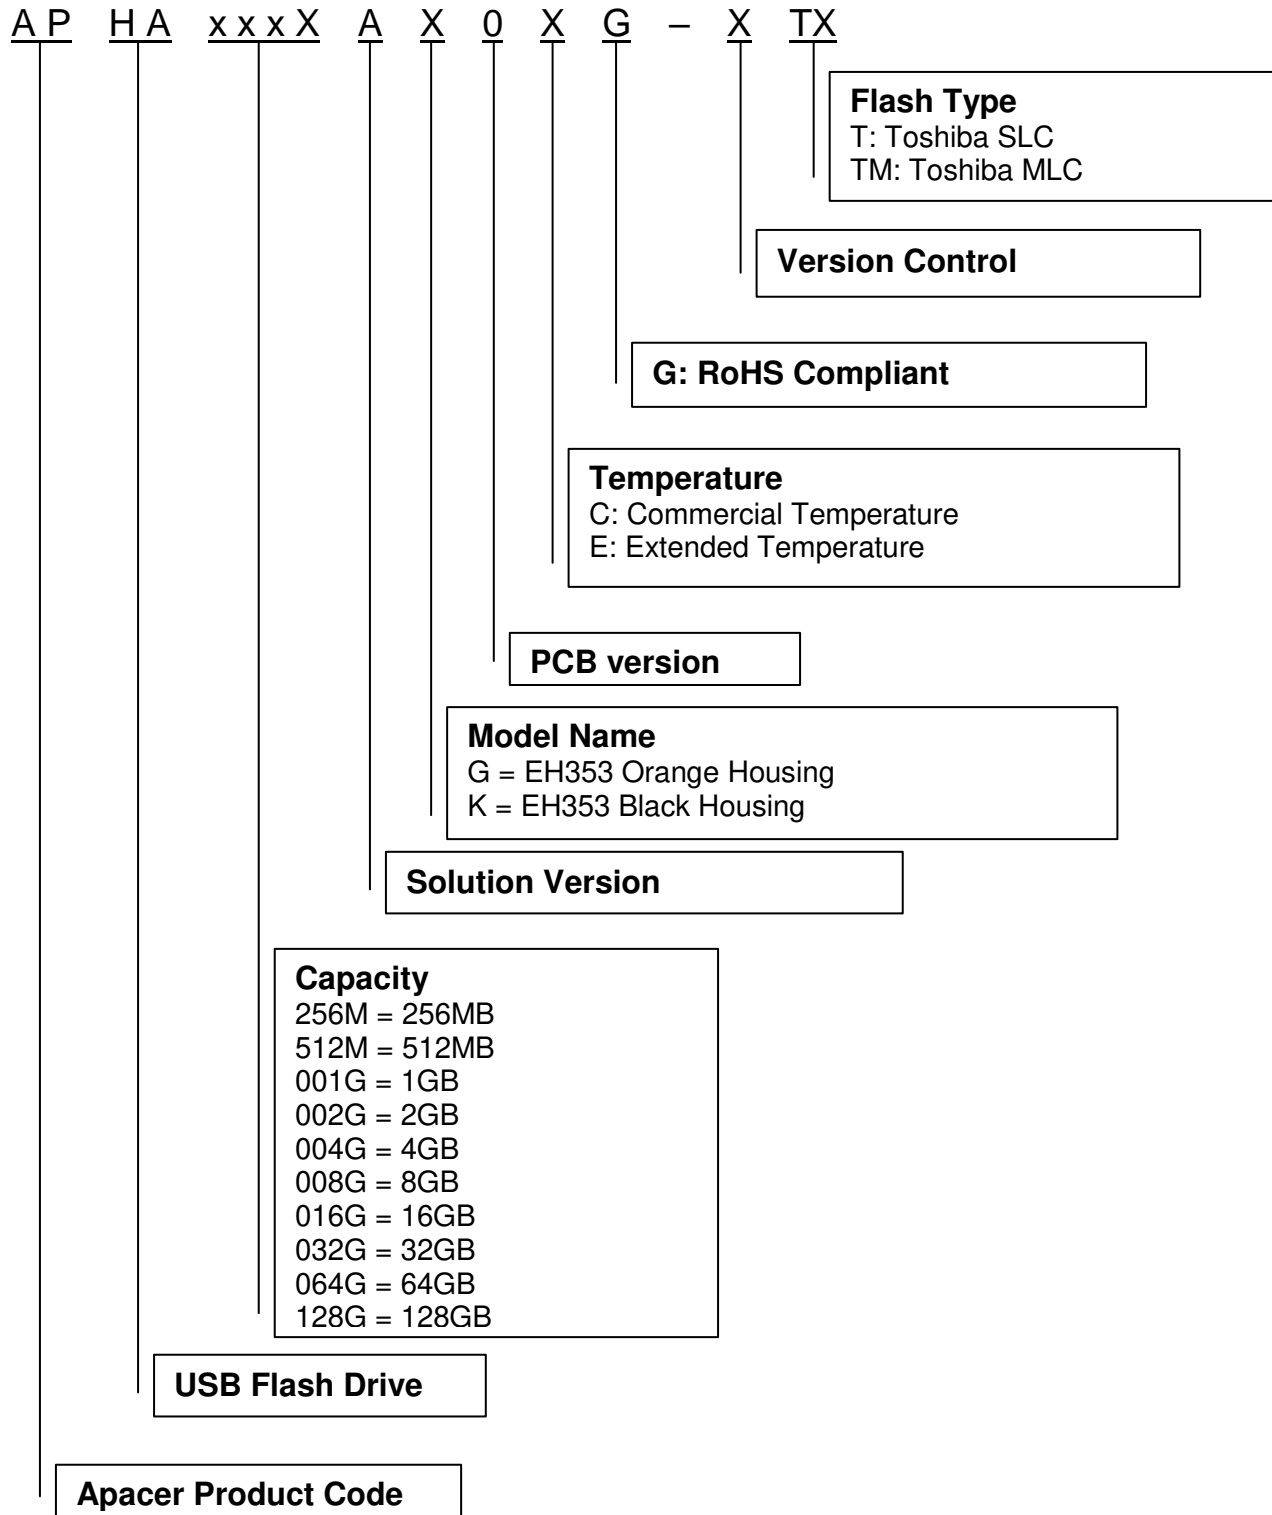 AP HA xxxX A X 0 X G – X TX
Flash Type
T: Toshiba SLC
TM: Toshiba MLC
Version Control
G: RoHS Compliant
Temperature
C: Commercial Temperature
E: Extended Temperature
PCB version
Model Name
G = EH353 Orange Housing
K = EH353 Black Housing
Solution Version
Capacity
256M = 256MB
512M = 512MB
001G = 1GB
002G = 2GB
004G = 4GB
008G = 8GB
016G = 16GB
032G = 32GB
064G = 64GB
128G = 128GB
USB Flash Drive
Apacer Product Code